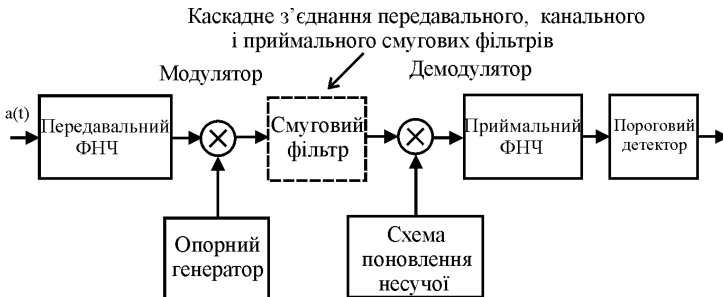 Каскадне з’єднання передавального, канального
і приймального смугових фільтрів
Модулятор
Демодулятор
a(t)
Передавальний
ФНЧ
Смуговий
фільтр
Приймальний
ФНЧ
Пороговий
детектор
Опорний
генератор
Схема
поновлення
несучої